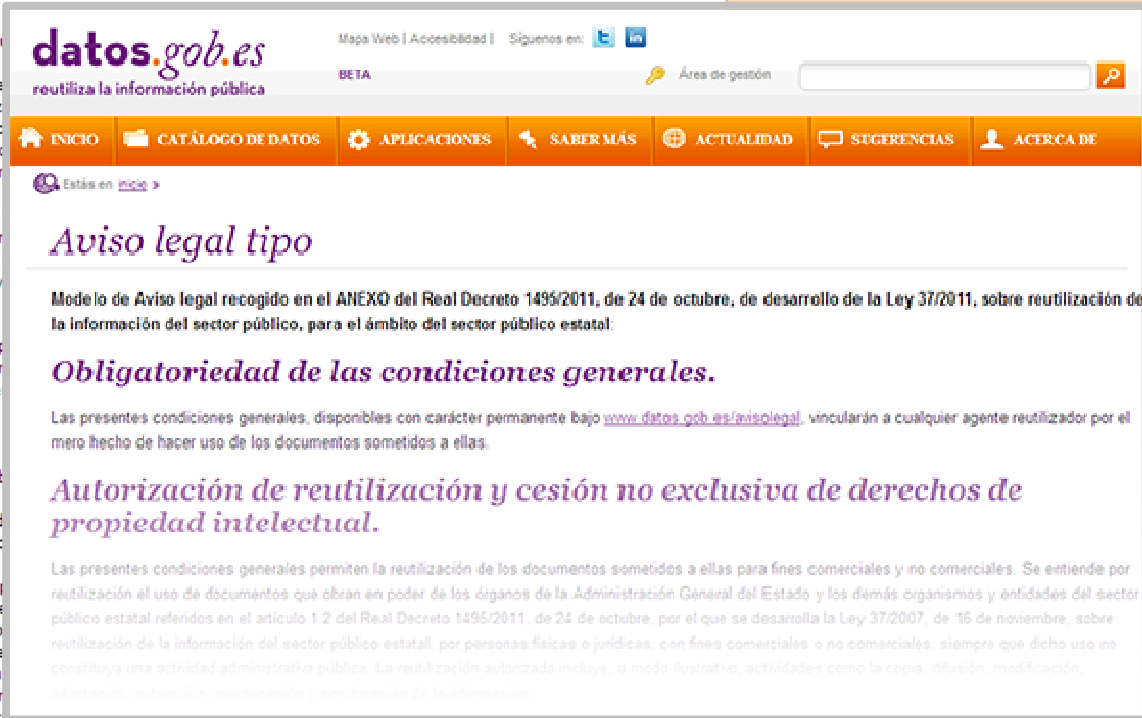 datos.gob.es
reutiliza la información pública
Mapa Web | Accesibilidad | Síguenos en:
BETA
Área de gestión
INICIO CATÁLOGO DE DATOS APLICACIONES SABER MÁS ACTUALIDAD SUGERENCIAS ACERCA DE
Estás en inicio >
Aviso legal tipo
Modelo de Aviso legal recogido en el ANEXO del Real Decreto 1495/2011, de 24 de octubre, de desarrollo de la Ley 37/2011, sobre reutilización de
la información del sector público, para el ámbito del sector público estatal:
Obligatoriedad de las condiciones generales.
Las presentes condiciones generales, disponibles con carácter permanente bajo www.datos.gob.es/avisolegal, vincularán a cualquier agente reutilizador por el
mero hecho de hacer uso de los documentos sometidos a ellas.
Autorización de reutilización y cesión no exclusiva de derechos de
propiedad intelectual.
Las presentes condiciones generales permiten la reutilización de los documentos sometidos a ellas para fines comerciales y no comerciales. Se entiende por
reutilización el uso de documentos que obran en poder de los órganos de la Administración General del Estado y los demás organismos y entidades del sector
público estatal referidos en el artículo 1.2 del Real Decreto 1495/2011, de 24 de octubre, por el que se desarrolla la Ley 37/2007, de 16 de noviembre, sobre
reutilización de la información del sector público estatal, por personas físicas o jurídicas, con fines comerciales o no comerciales, siempre que dicho uso no
constituya una actividad administrativa pública. La reutilización autorizada incluye, a modo ilustrativo, actividades como la copia, difusión, modificación,
adaptación, extracción, reordenación y combinación de la información.